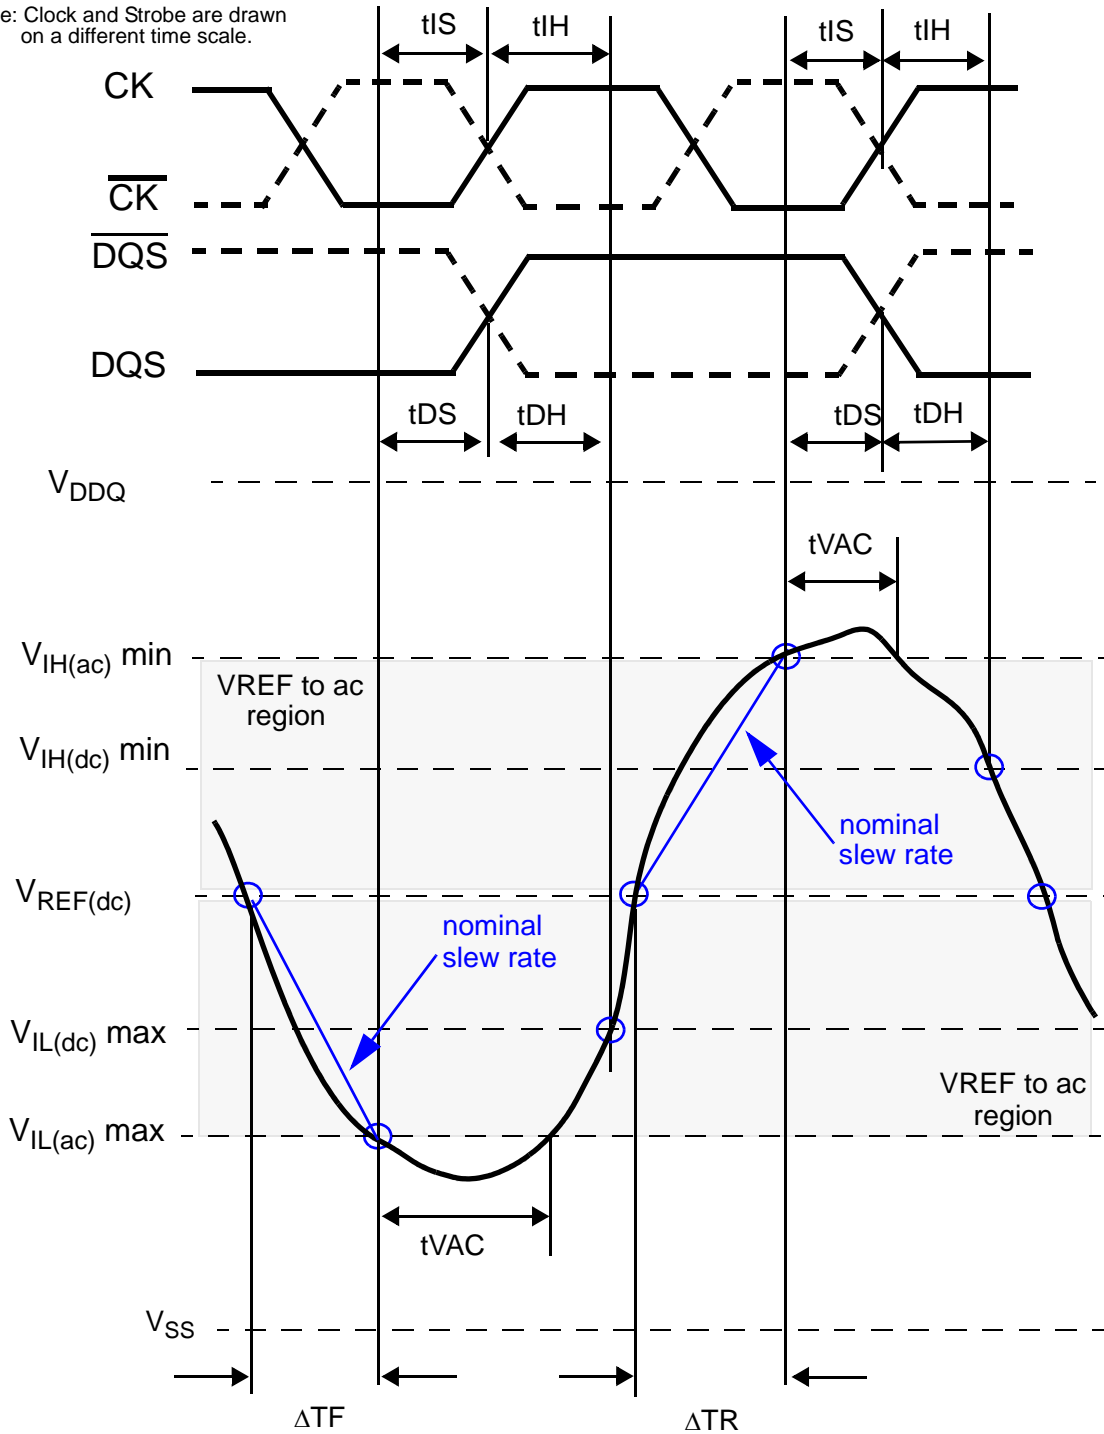 e: Clock and Strobe are drawn
on a different time scale.
tIS tIH tIS tIH
CK
CK
DQS
DQS
tDS tDH tDS tDH
VDDQ
tVAC
VIH(ac) min
VREF to ac
region
VIH(dc) min
nominal
slew rate
VREF(dc)
nominal
slew rate
VIL(dc) max
VREF to ac
region
VIL(ac) max
tVAC
VSS
ΔTF ΔTR